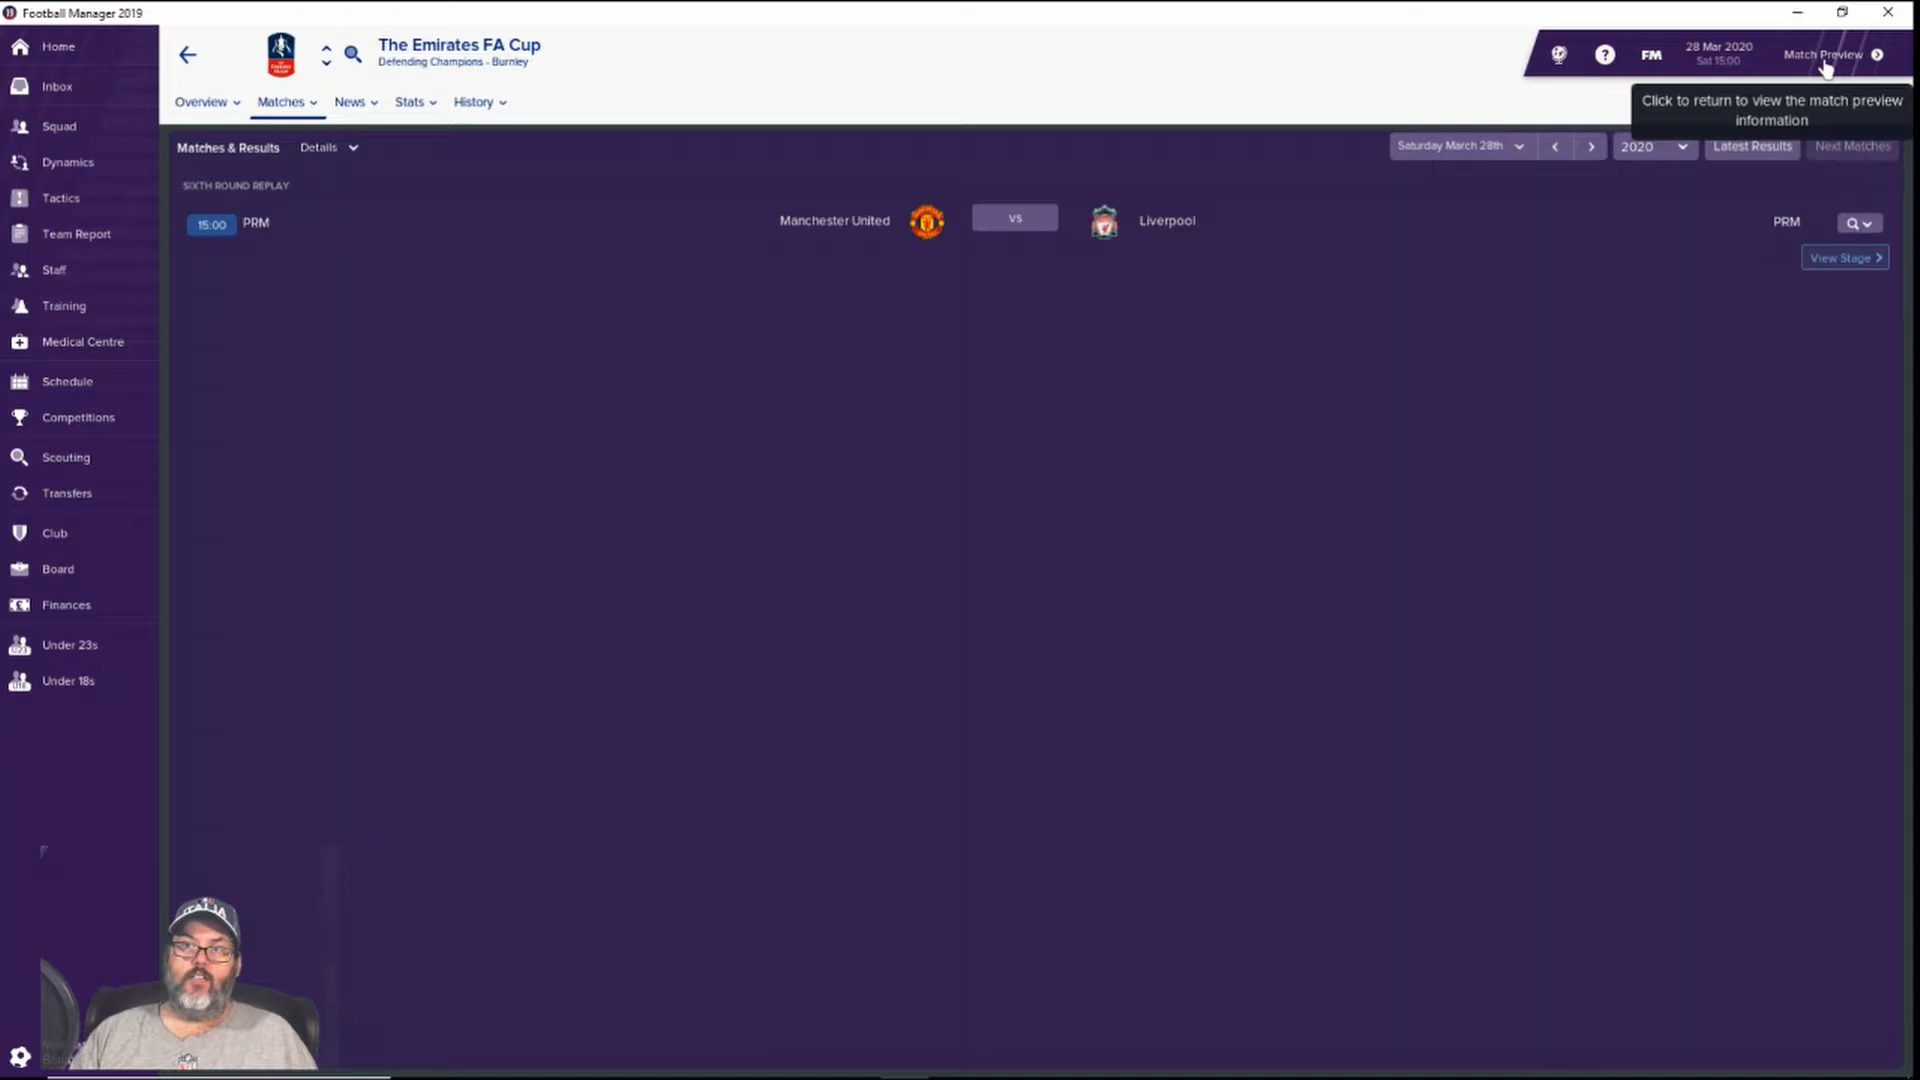 Football Manager 2019
Home
Inbox
Squad
Dynamics
Tactics
Team Report
Staff
Training
Medical Centre
Schedule
Competitions
Scouting
Transfers
Club
Board
Finances
Under 23s
Under 18s
The Emirates FA Cup
Defending Champions - Burnley
Overview
Matches
News
Stats
History
FM
28 Mar 2020
Sat 15:00
Match Preview
Click to return to view the match preview
information
Matches & Results
Details
Saturday March 28th
2020
Latest Results
Next Matches
SIXTH ROUND REPLAY
15:00 PRM
Manchester United
vs
Liverpool
PRM
View Stage
ITALIA